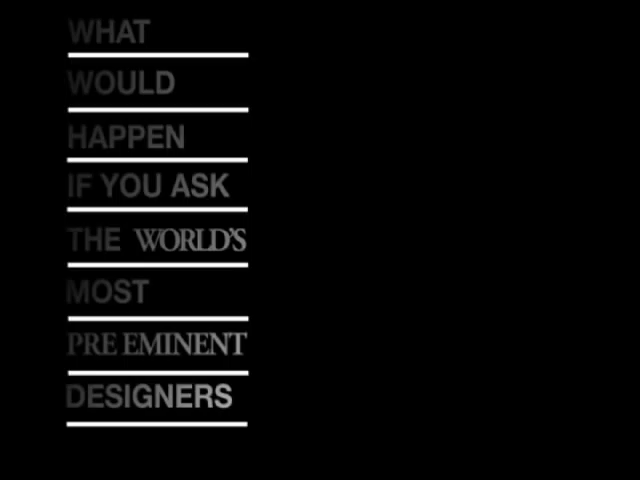 WHAT
WOULD
HAPPEN
IF YOU ASK
THE WORLD'S
MOST
PRE EMINENT
DESIGNERS